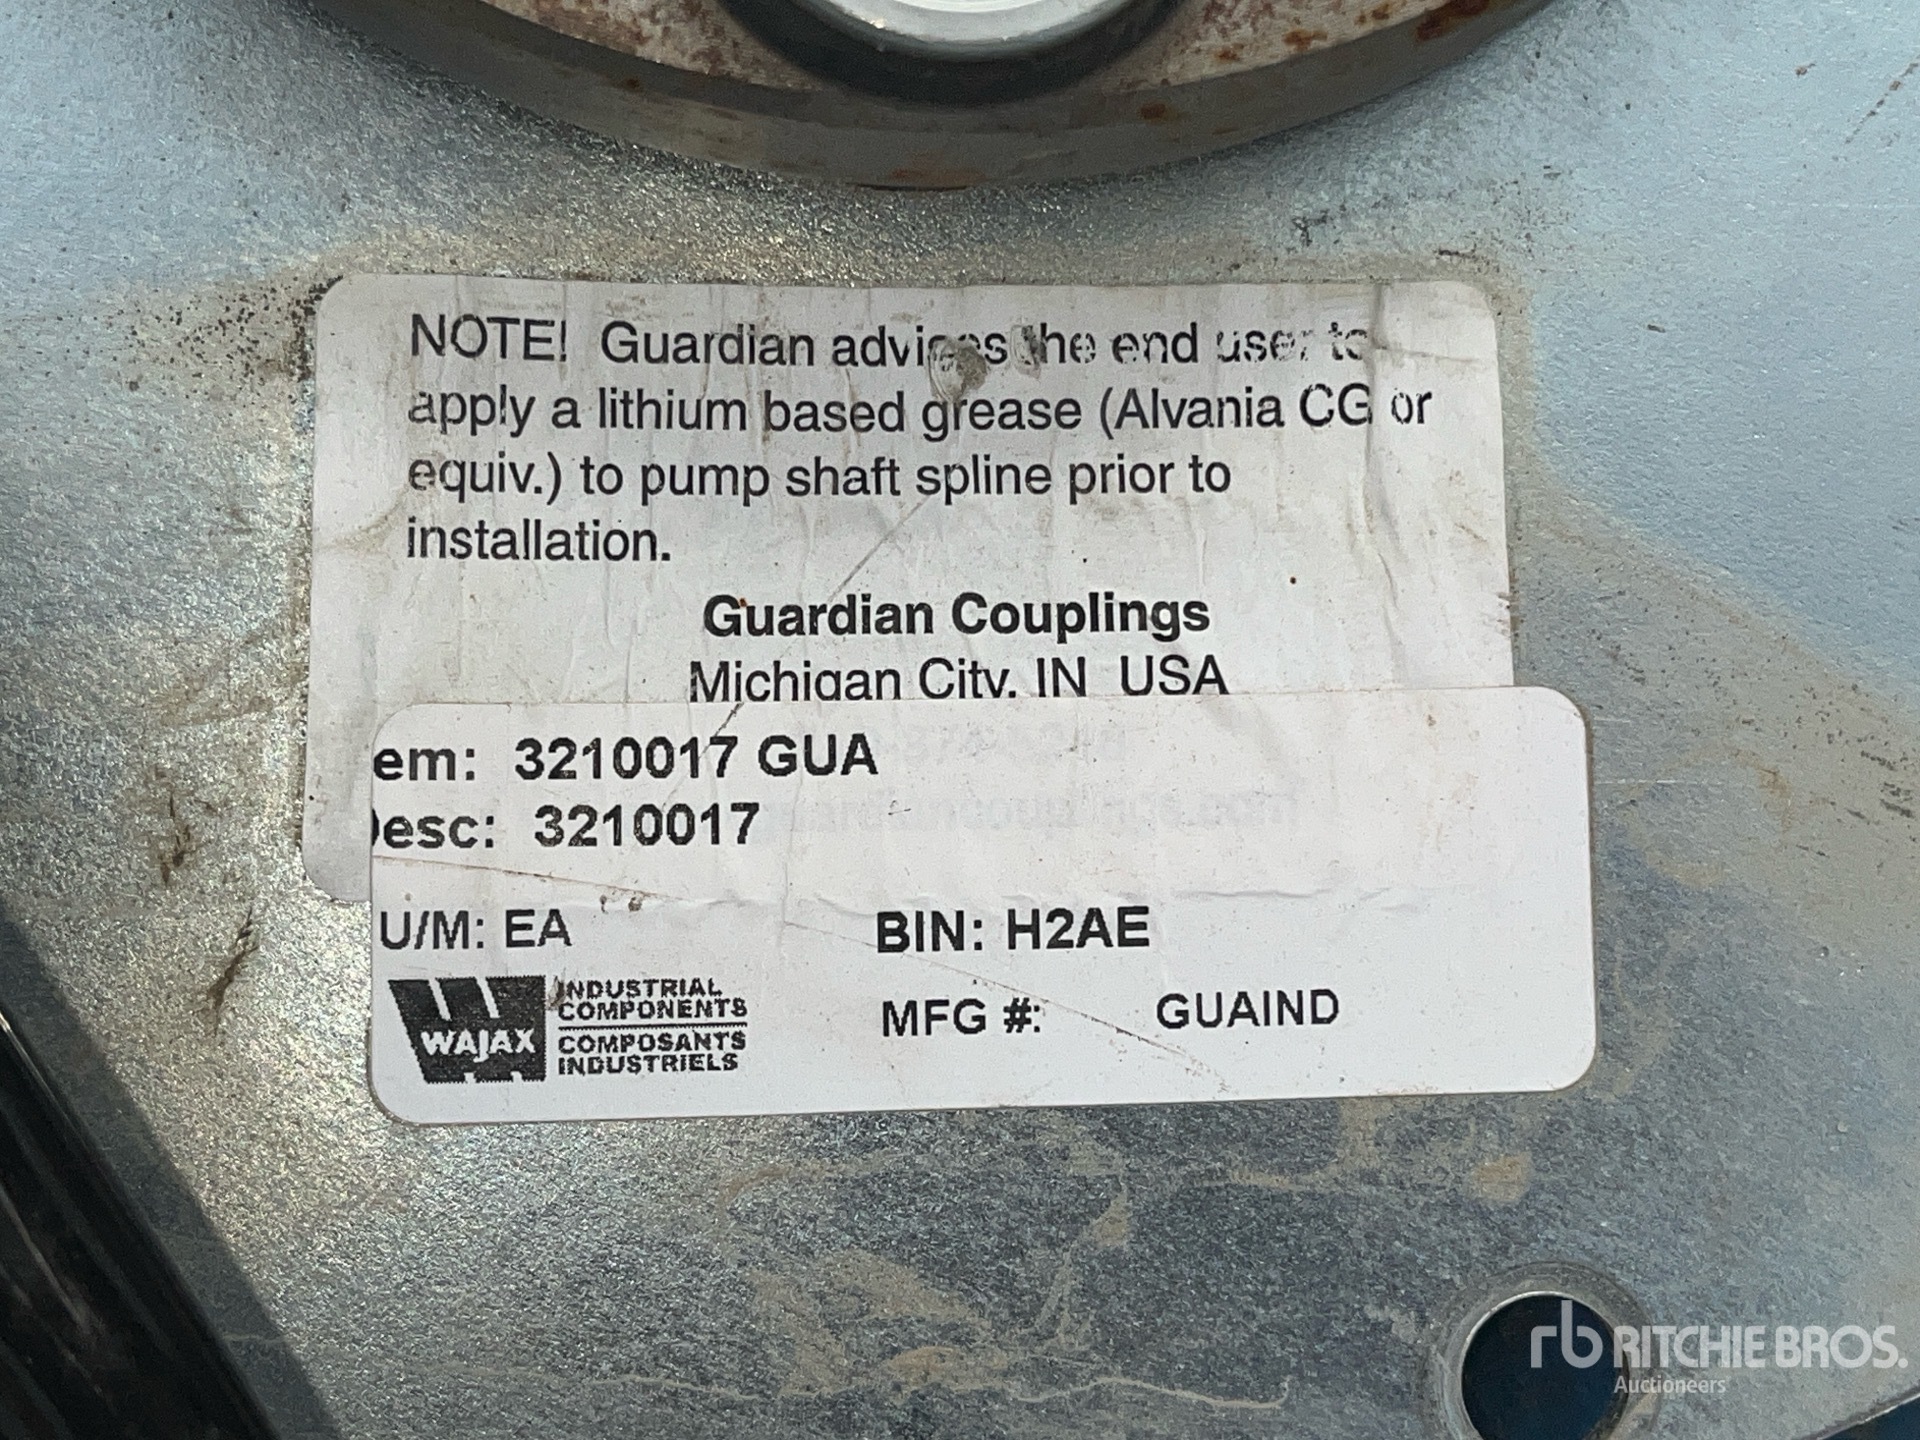 NOTE! Guardian advises the end user to
apply a lithium based grease (Alvania CG or
equiv.) to pump shaft spline prior to
installation.
Guardian Couplings
Michigan City, IN USA
em: 3210017 GUA
esc: 3210017
U/M: EA
BIN: H2AE
WAJAX
INDUSTRIAL
COMPONENTS
COMPOSANTS
INDUSTRIELS
MFG #:
GUAIND
rb RITCHIE BROS.
Auctioneers